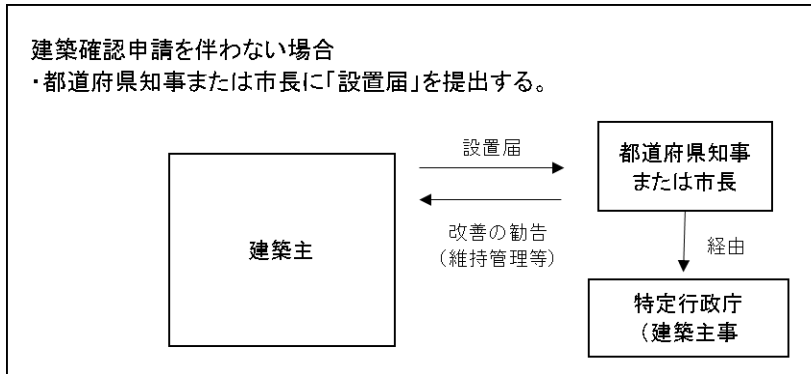 建築確認申請を伴わない場合
・都道府県知事または市長に「設置届」を提出する。
設置届
都道府県知事
または市長
建築主
改善の勧告
(維持管理等)
経由
特定行政庁
(建築主事